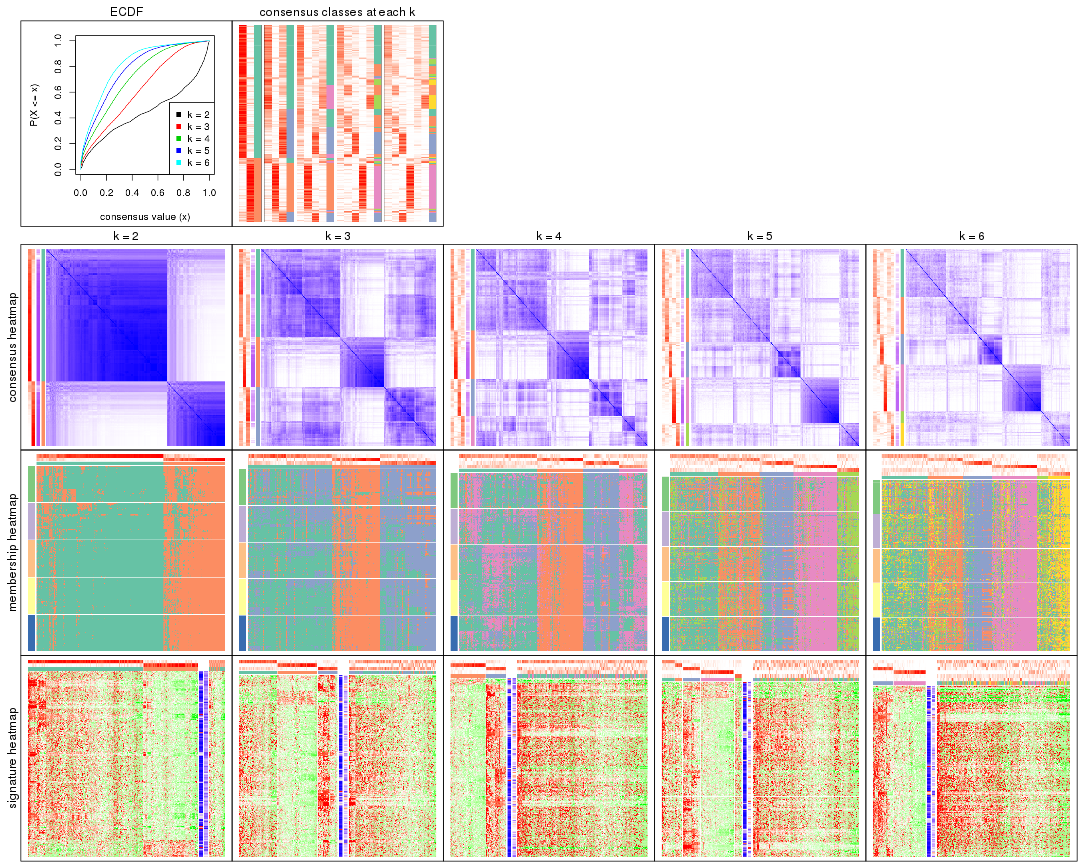 ECDF
consensus classes at each k
P(X <= x)
0.0 0.2 0.4 0.6 0.8 1.0
k = 2
k = 3
k = 4
k = 5
k = 6
0.0 0.2 0.4 0.6 0.8 1.0
consensus value (x)
k = 2 k = 3 k = 4 k = 5 k = 6
consensus heatmap
membership heatmap
signature heatmap